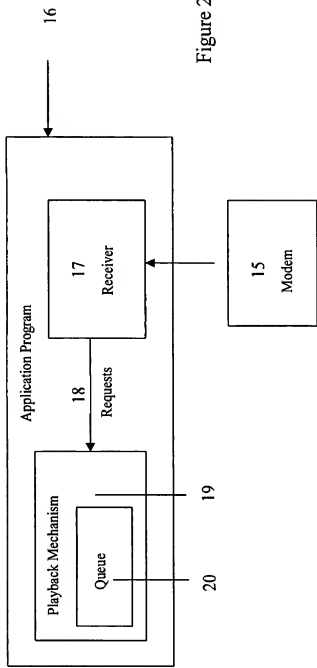 16
Application Program
Playback Mechanism
Queue
18
Requests
17
Receiver
15
Modem
19
20
Figure 2